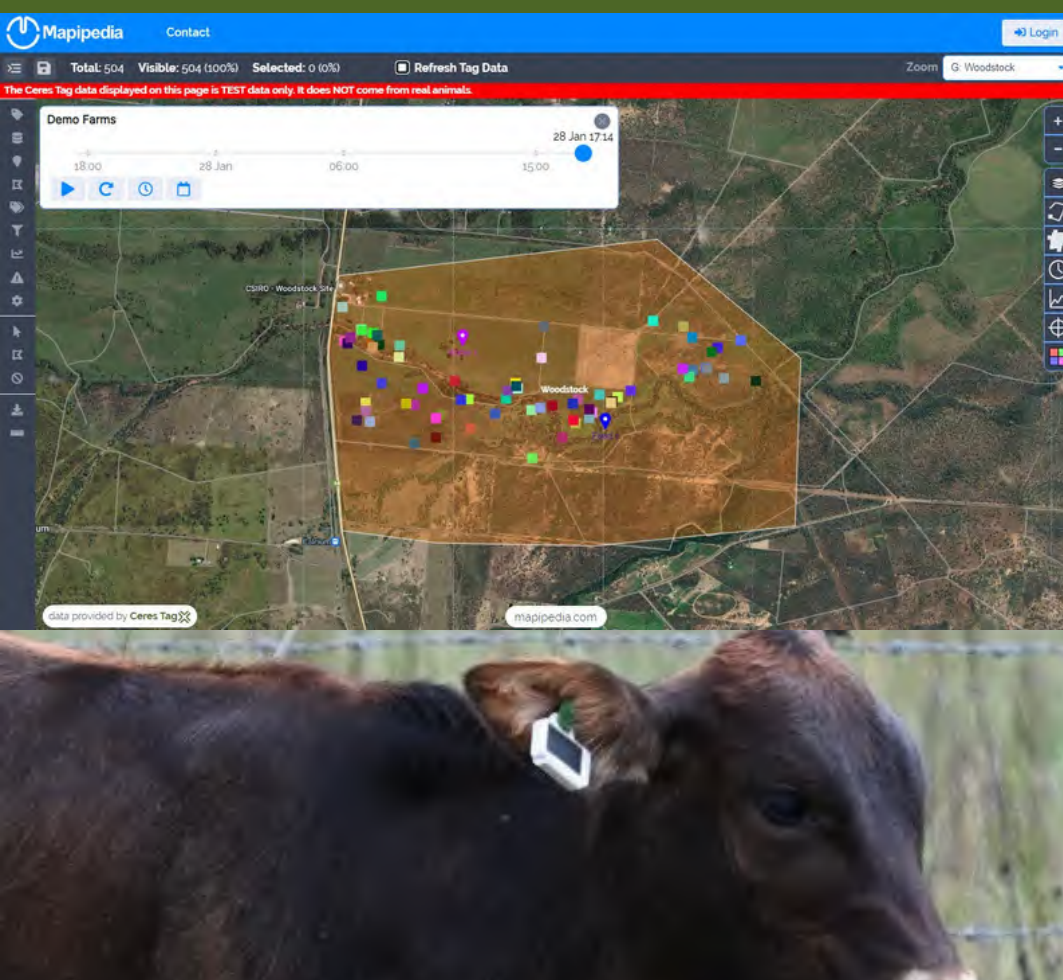 Mapipedia Contact Login
Total: 504 Visible: 504 (100%) Selected: 0 (0%) Refresh Tag Data Zoom G: Woodstock
The Ceres Tag data displayed on this page is TEST data only. It does NOT come from real animals.
Demo Farms
28 Jan 17:14
18:00 28 Jan 06:00 15:00
CSIRO - Woodstock Site
Woodstock
um
data provided by Ceres Tag
mapipedia.com